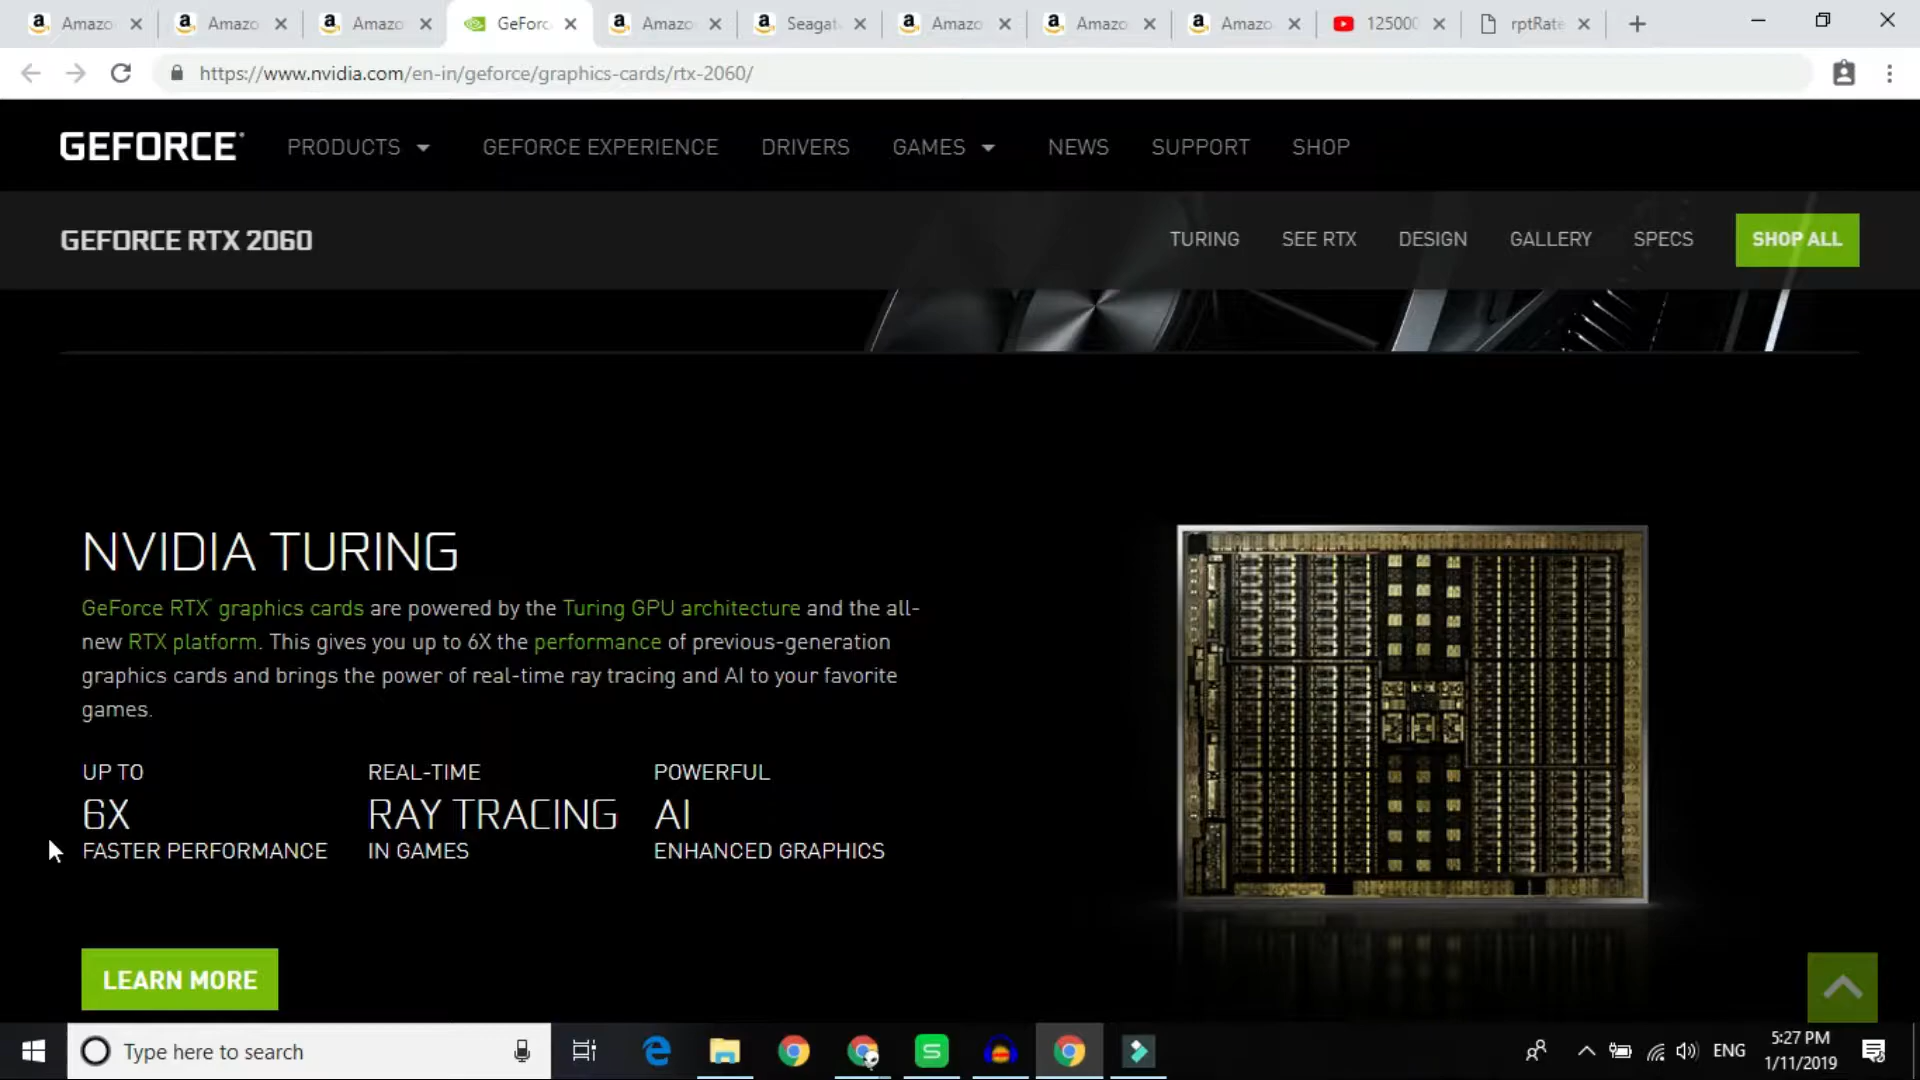 Amazo
Amazo
Amazo
GeForc
Amazo
Seagat
Amazo
Amazo
Amazo
12500
rptRate
https://www.nvidia.com/en-in/geforce/graphics-cards/rtx-2060/
GEFORCE PRODUCTS GEFORCE EXPERIENCE DRIVERS GAMES NEWS SUPPORT SHOP
GEFORCE RTX 2060 TURING SEE RTX DESIGN GALLERY SPECS SHOP ALL
NVIDIA TURING
GeForce RTX graphics cards are powered by the Turing GPU architecture and the all-
new RTX platform. This gives you up to 6X the performance of previous-generation
graphics cards and brings the power of real-time ray tracing and AI to your favorite
games.
UP TO
6X
FASTER PERFORMANCE
REAL-TIME
RAY TRACING
IN GAMES
POWERFUL
AI
ENHANCED GRAPHICS
LEARN MORE
Type here to search
ENG
5:27 PM
1/11/2019